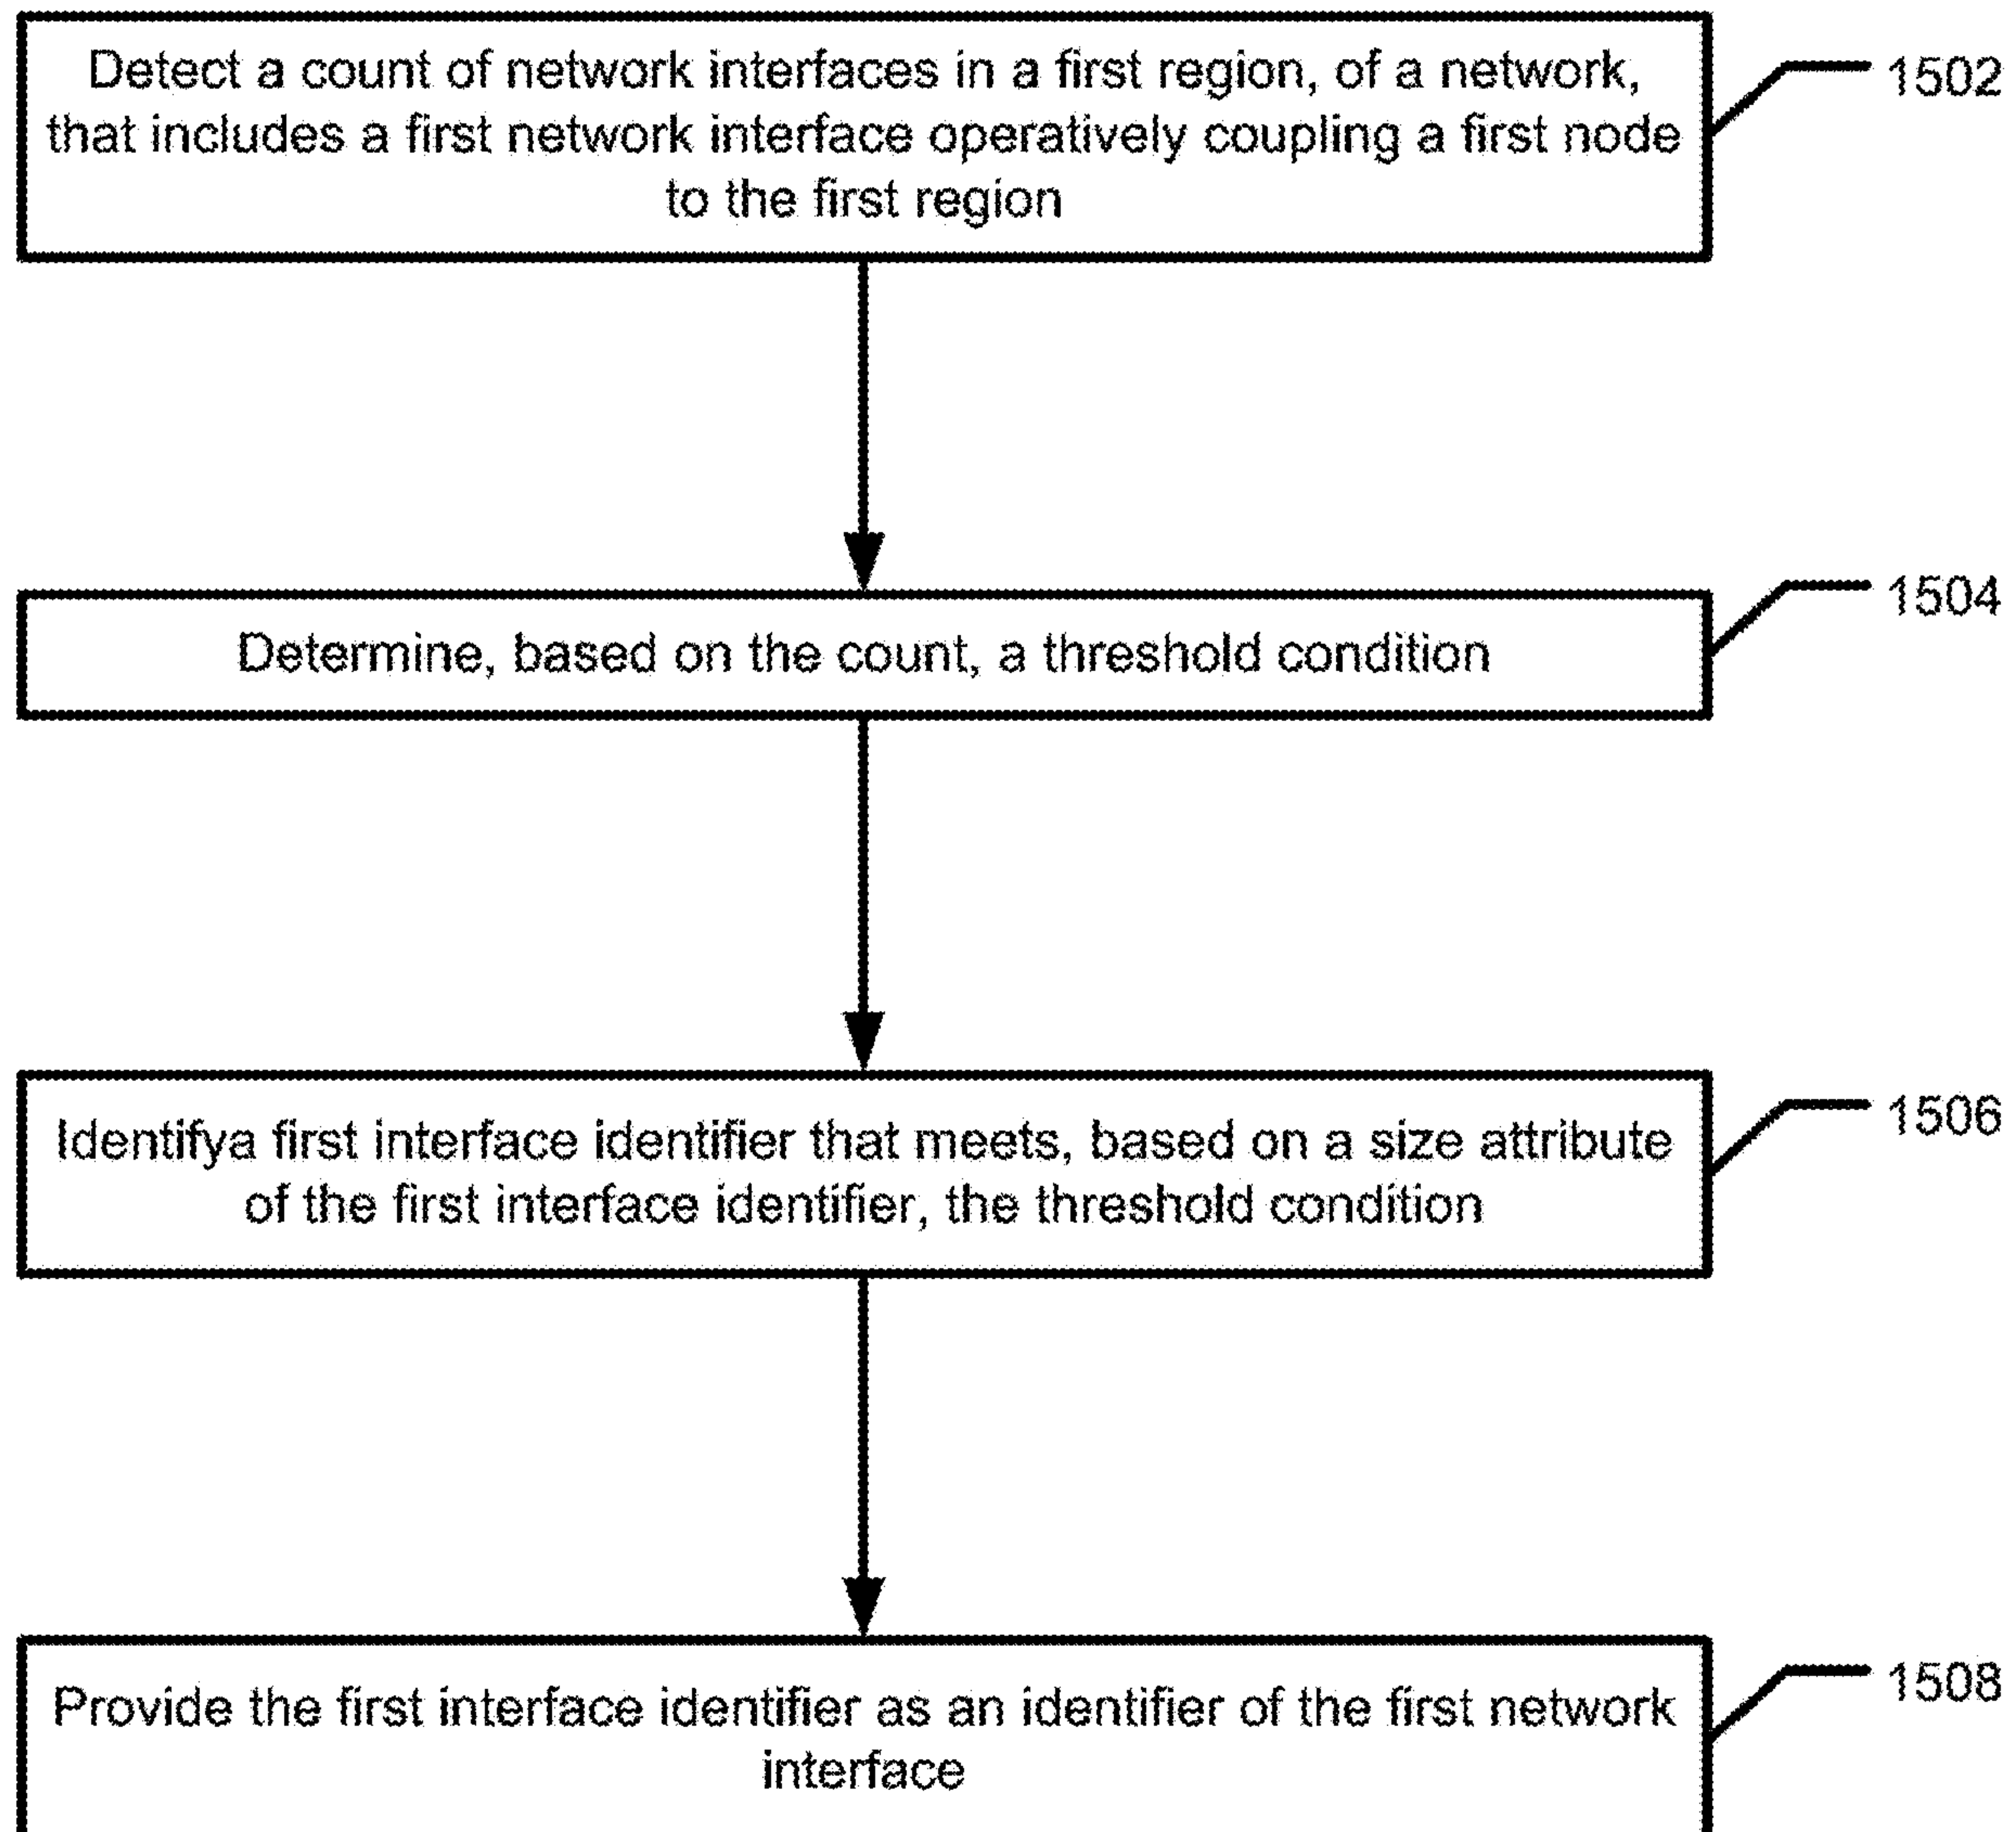 Detect a count of network interfaces in a first region, of a network,
that includes a first network interface operatively coupling a first node
to the first region
1502
Determine, based on the count, a threshold condition
1504
Identifya first interface identifier that meets, based on a size attribute
of the first interface identifier, the threshold condition
1506
Provide the first interface identifier as an identifier of the first network
interface
1508